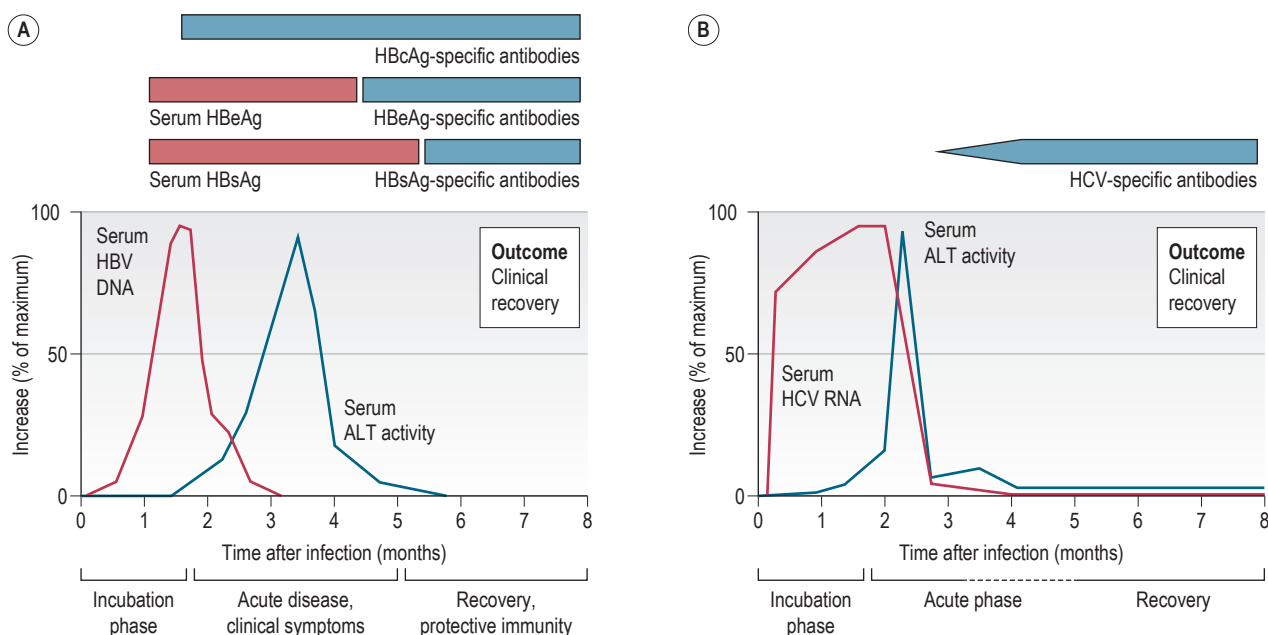 A
HBcAg-specific antibodies
Serum HBeAg
HBeAg-specific antibodies
Serum HBsAg
HBsAg-specific antibodies
Increase (% of maximum)
100
50
0
Serum
HBV
DNA
Serum
ALT activity
Outcome
Clinical
recovery
0 1 2 3 4 5 6 7 8
Time after infection (months)
Incubation
phase
Acute disease,
clinical symptoms
Recovery,
protective immunity
B
HCV-specific antibodies
Increase (% of maximum)
100
50
0
Serum
ALT activity
Serum
HCV RNA
Outcome
Clinical
recovery
0 1 2 3 4 5 6 7 8
Time after infection (months)
Incubation
phase
Acute phase
Recovery